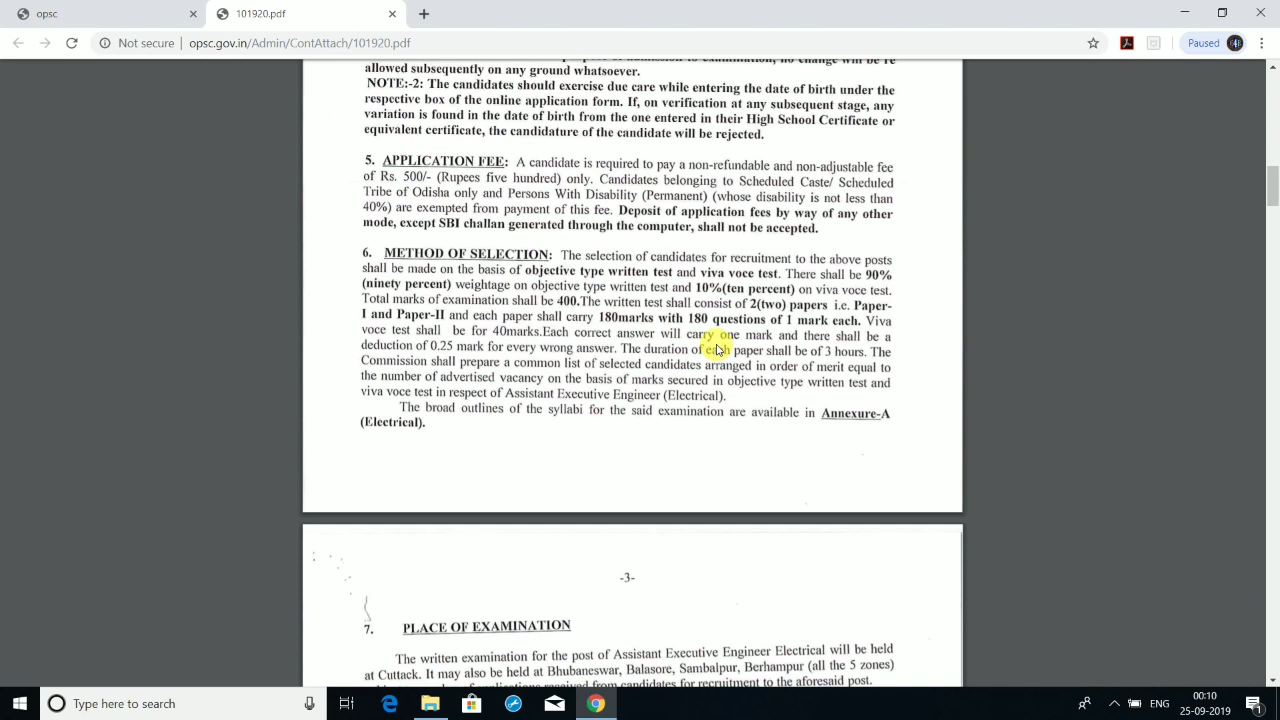 opsc
101920.pdf
Not secure
opsc.gov.in/Admin/ContAttach/101920.pdf
Paused
allowed subsequently on any ground whatsoever.
NOTE:-2: The candidates should exercise due care while entering the date of birth under the
respective box of the online application form. If, on verification at any subsequent stage, any
variation is found in the date of birth from the one entered in their High School Certificate or
equivalent certificate, the candidature of the candidate will be rejected.
5. APPLICATION FEE: A candidate is required to pay a non-refundable and non-adjustable fee
of Rs. 500/- (Rupees five hundred) only. Candidates belonging to Scheduled Caste/ Scheduled
Tribe of Odisha only and Persons With Disability (Permanent) (whose disability is not less than
40%) are exempted from payment of this fee. Deposit of application fees by way of any other
mode, except SBI challan generated through the computer, shall not be accepted.
6. METHOD OF SELECTION: The selection of candidates for recruitment to the above posts
shall be made on the basis of objective type written test and viva voce test. There shall be 90%
(ninety percent) weightage on objective type written test and 10%(ten percent) on viva voce test.
Total marks of examination shall be 400.The written test shall consist of 2(two) papers i.e. Paper-
I and Paper-II and each paper shall carry 180marks with 180 questions of 1 mark each. Viva
voce test shall be for 40marks.Each correct answer will carry one mark and there shall be a
deduction of 0.25 mark for every wrong answer. The duration of each paper shall be of 3 hours. The
Commission shall prepare a common list of selected candidates arranged in order of merit equal to
the number of advertised vacancy on the basis of marks secured in objective type written test and
viva voce test in respect of Assistant Executive Engineer (Electrical).
The broad outlines of the syllabi for the said examination are available in Annexure-A
(Electrical).
-3-
7. PLACE OF EXAMINATION
The written examination for the post of Assistant Executive Engineer Electrical will be held
at Cuttack. It may also be held at Bhubaneswar, Balasore, Sambalpur, Berhampur (all the 5 zones)
received from candidates for recruitment to the aforesaid post.
Type here to search
00:10
25-09-2019